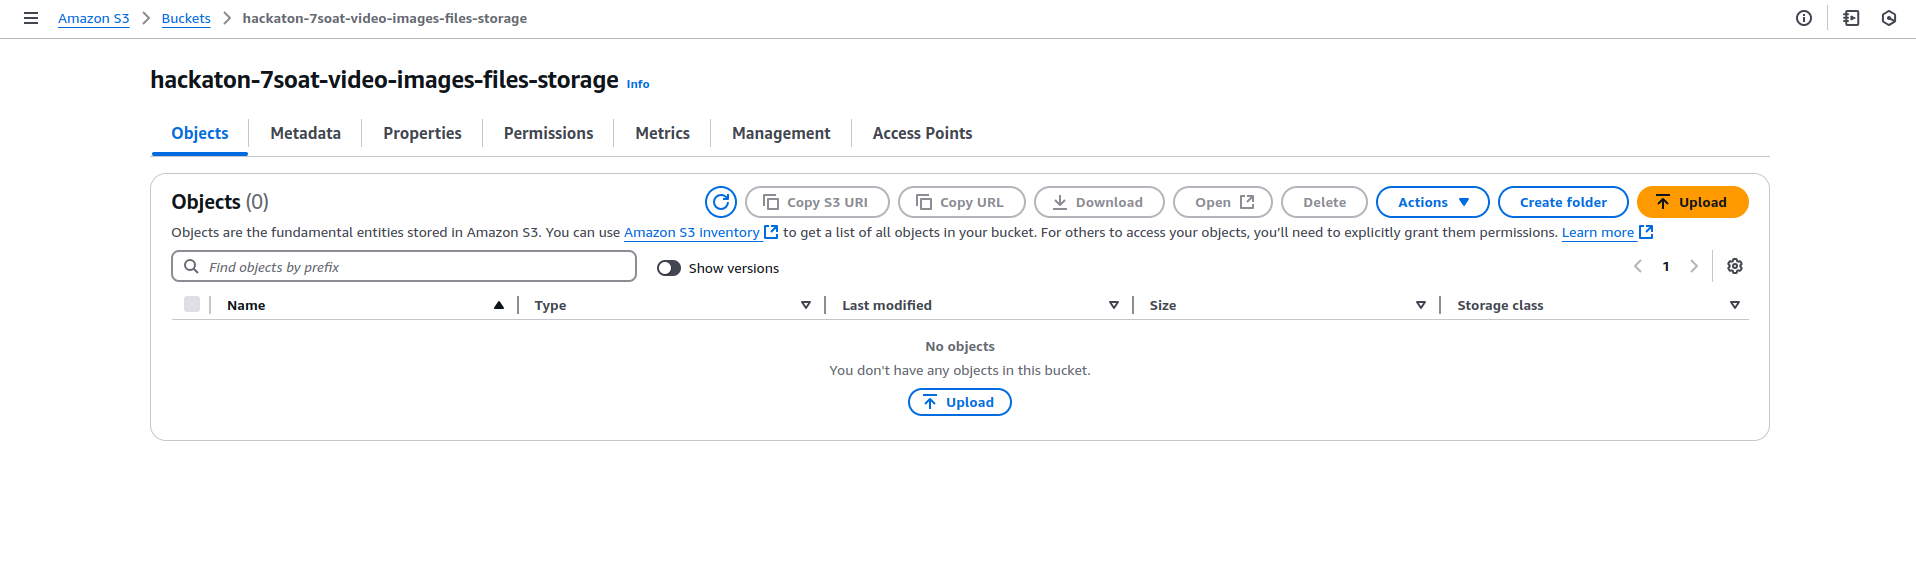 Amazon S3 > Buckets > hackaton-7soat-video-images-files-storage
hackaton-7soat-video-images-files-storage Info
Objects Metadata Properties Permissions Metrics Management Access Points
Objects (0) Copy S3 URI Copy URL Download Open Delete Actions Create folder Upload
Objects are the fundamental entities stored in Amazon S3. You can use Amazon S3 inventory to get a list of all objects in your bucket. For others to access your objects, you’ll need to explicitly grant them permissions. Learn more
Find objects by prefix Show versions 1
Name Type Last modified Size Storage class
No objects
You don't have any objects in this bucket.
Upload